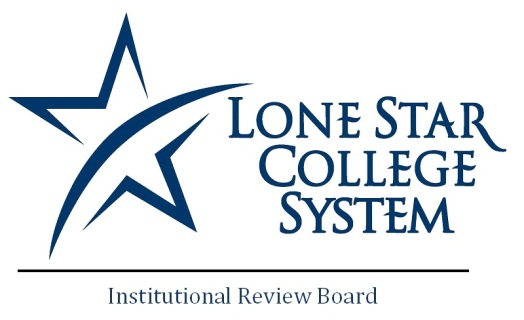 LONE STAR
COLLEGE
SYSTEM
Institutional Review Board